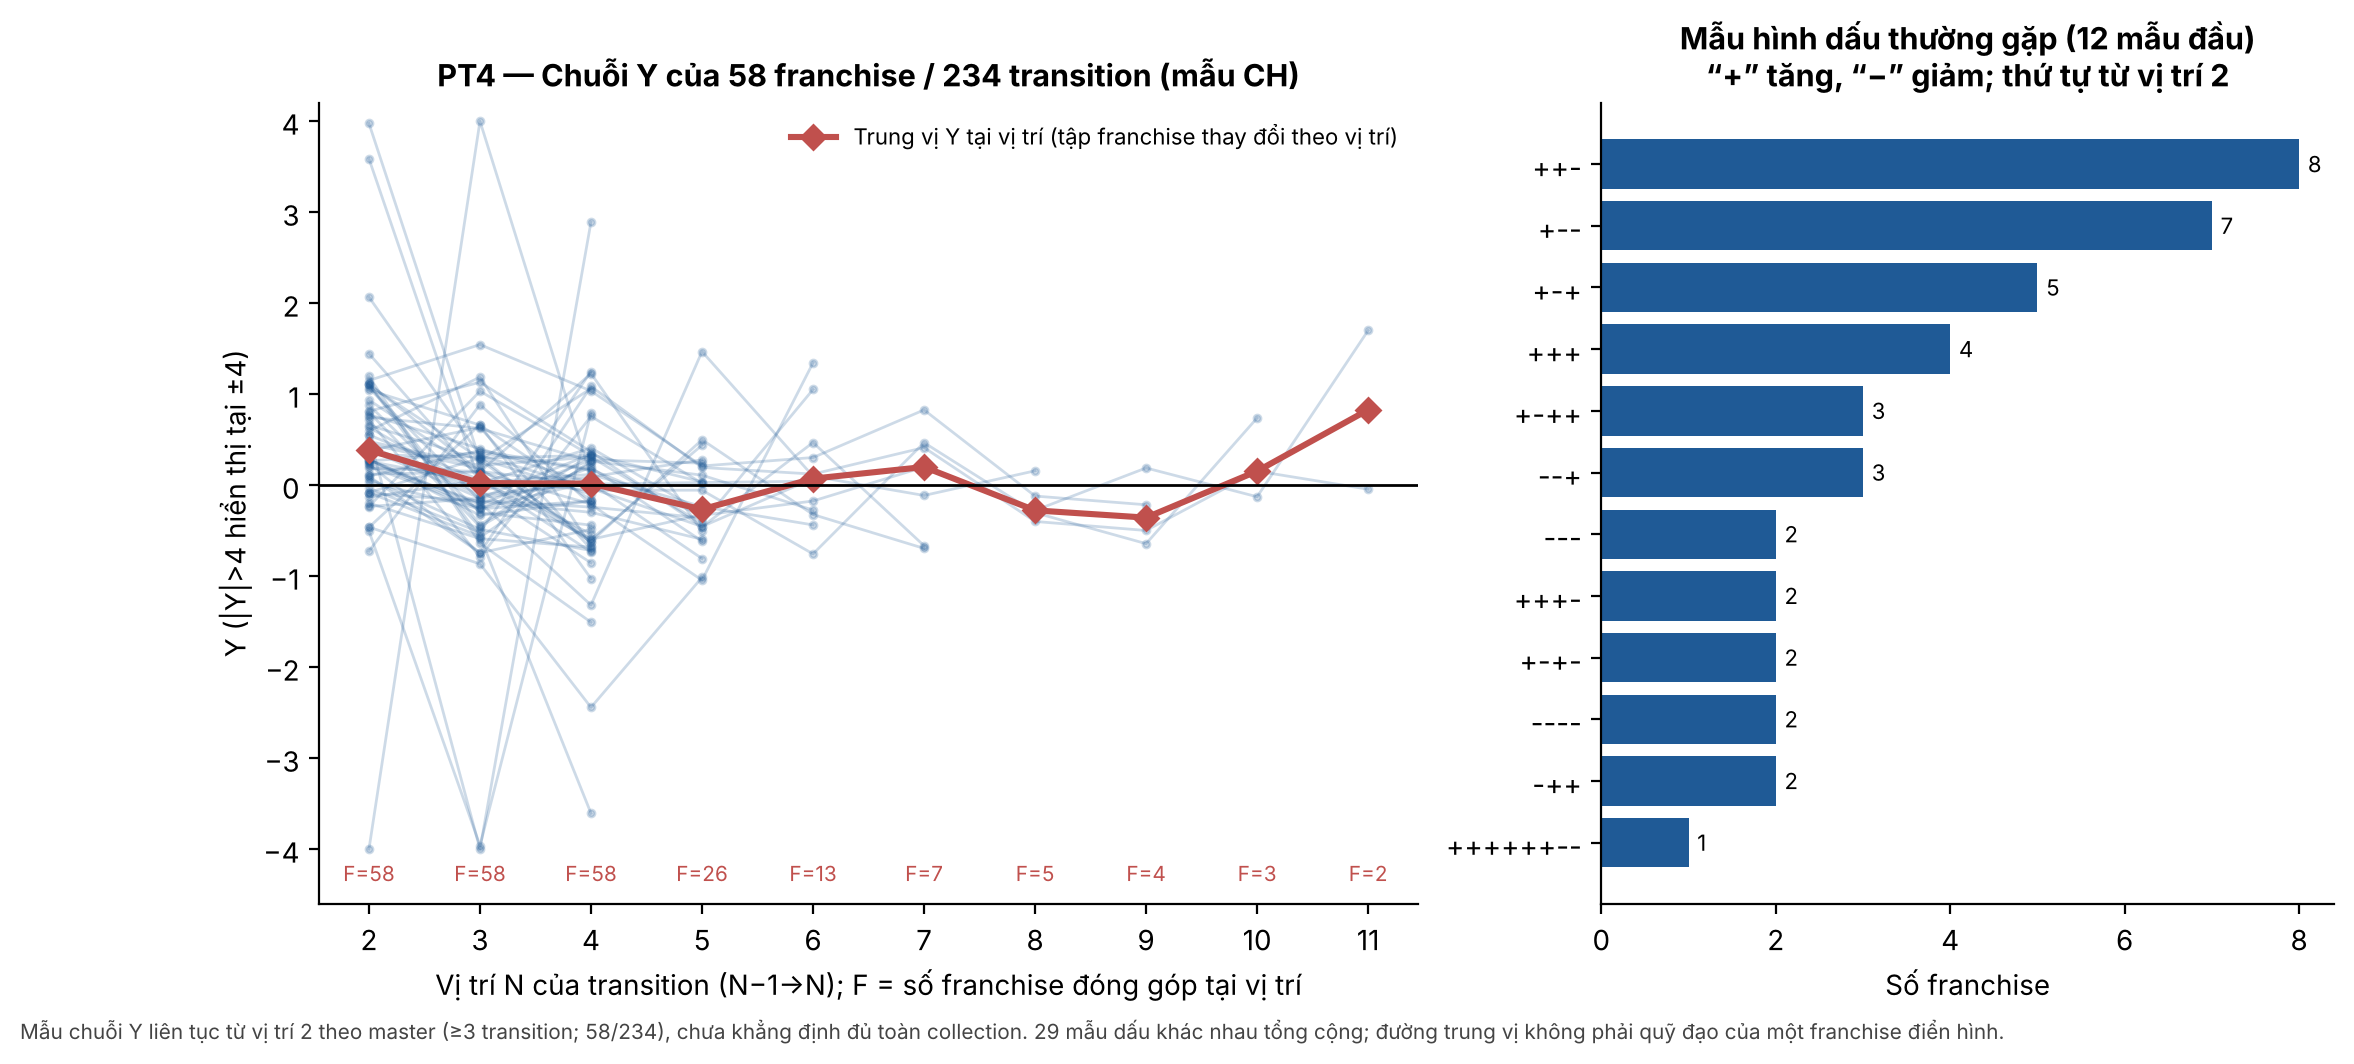 PT4 — Chuỗi Y của 58 franchise / 234 transition (mẫu CH)
Trung vị Y tại vị trí (tập franchise thay đổi theo vị trí)
Y (|Y|>4 hiển thị tại ±4)
4
3
2
1
0
−1
−2
−3
−4
F=58
F=58
F=58
F=26
F=13
F=7
F=5
F=4
F=3
F=2
2
3
4
5
6
7
8
9
10
11
Vị trí N của transition (N−1→N); F = số franchise đóng góp tại vị trí
Mẫu hình dấu thường gặp (12 mẫu đầu)
“+” tăng, “−” giảm; thứ tự từ vị trí 2
++- 8
+-- 7
+-+ 5
+++ 4
+-++ 3
--+ 3
--- 2
+++- 2
+-+- 2
---- 2
-++ 2
++++++-- 1
0
2
4
6
8
Số franchise
Mẫu chuỗi Y liên tục từ vị trí 2 theo master (≥3 transition; 58/234), chưa khẳng định đủ toàn collection. 29 mẫu dấu khác nhau tổng cộng; đường trung vị không phải quỹ đạo của một franchise điển hình.